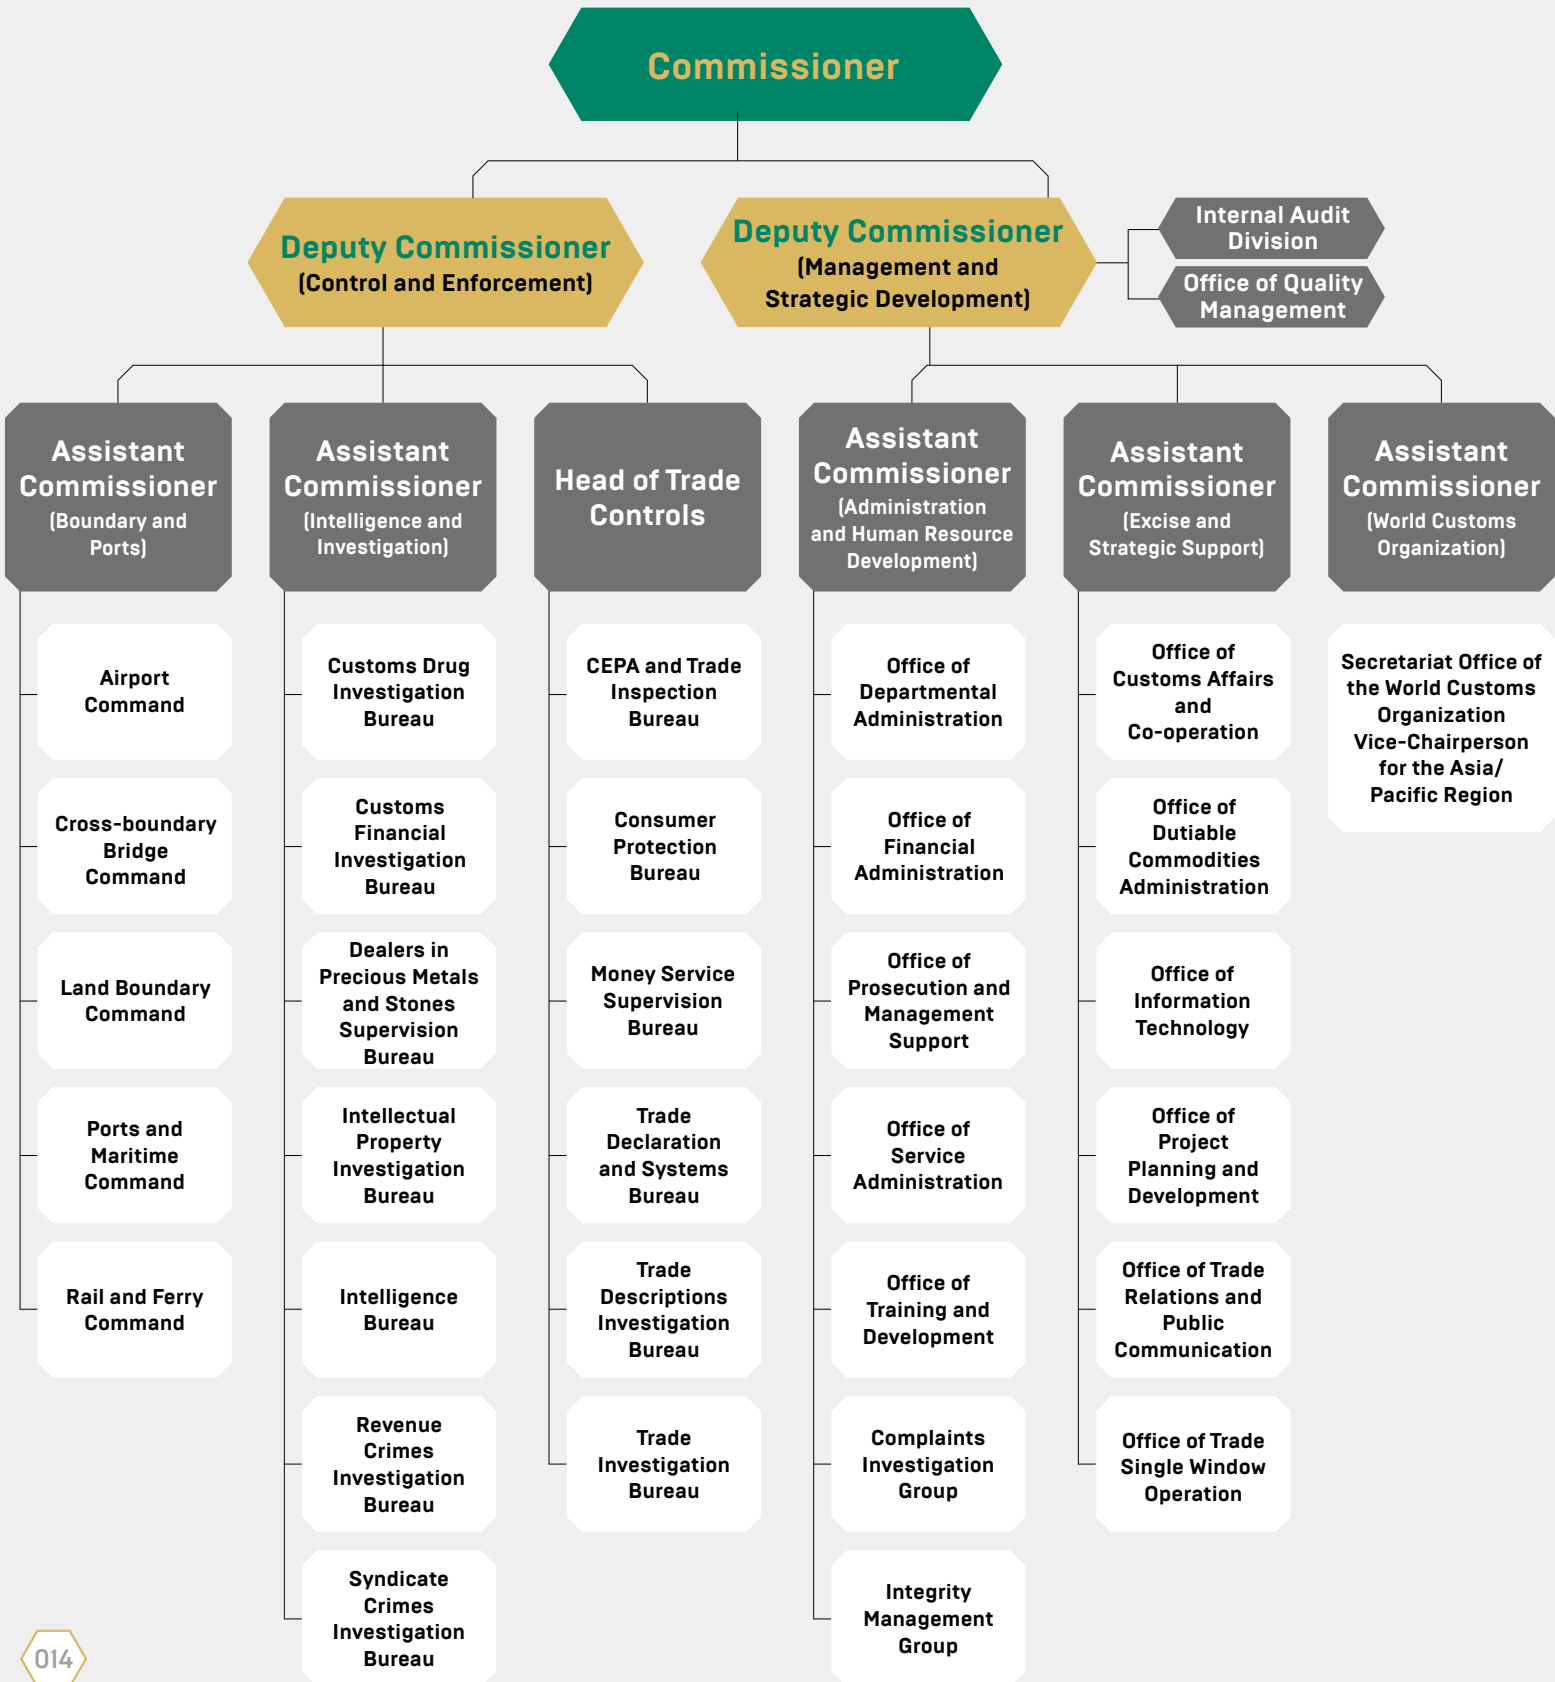 Commissioner
Deputy Commissioner
(Control and Enforcement)
Deputy Commissioner
(Management and
Strategic Development)
Internal Audit
Division
Office of Quality
Management
Assistant
Commissioner
(Boundary and
Ports)
Airport
Command
Cross-boundary
Bridge
Command
Land Boundary
Command
Ports and
Maritime
Command
Rail and Ferry
Command
Assistant
Commissioner
(Intelligence and
Investigation)
Customs Drug
Investigation
Bureau
Customs
Financial
Investigation
Bureau
Dealers in
Precious Metals
and Stones
Supervision
Bureau
Intellectual
Property
Investigation
Bureau
Intelligence
Bureau
Revenue
Crimes
Investigation
Bureau
Syndicate
Crimes
Investigation
Bureau
Head of Trade
Controls
CEPA and Trade
Inspection
Bureau
Consumer
Protection
Bureau
Money Service
Supervision
Bureau
Trade
Declaration
and Systems
Bureau
Trade
Descriptions
Investigation
Bureau
Trade
Investigation
Bureau
Assistant
Commissioner
(Administration
and Human Resource
Development)
Office of
Departmental
Administration
Office of
Financial
Administration
Office of
Prosecution and
Management
Support
Office of
Service
Administration
Office of
Training and
Development
Complaints
Investigation
Group
Integrity
Management
Group
Assistant
Commissioner
(Excise and
Strategic Support)
Office of
Customs Affairs
and
Co-operation
Office of
Dutiable
Commodities
Administration
Office of
Information
Technology
Office of
Project
Planning and
Development
Office of Trade
Relations and
Public
Communication
Office of Trade
Single Window
Operation
Assistant
Commissioner
(World Customs
Organization)
Secretariat Office of
the World Customs
Organization
Vice-Chairperson
for the Asia/
Pacific Region
014